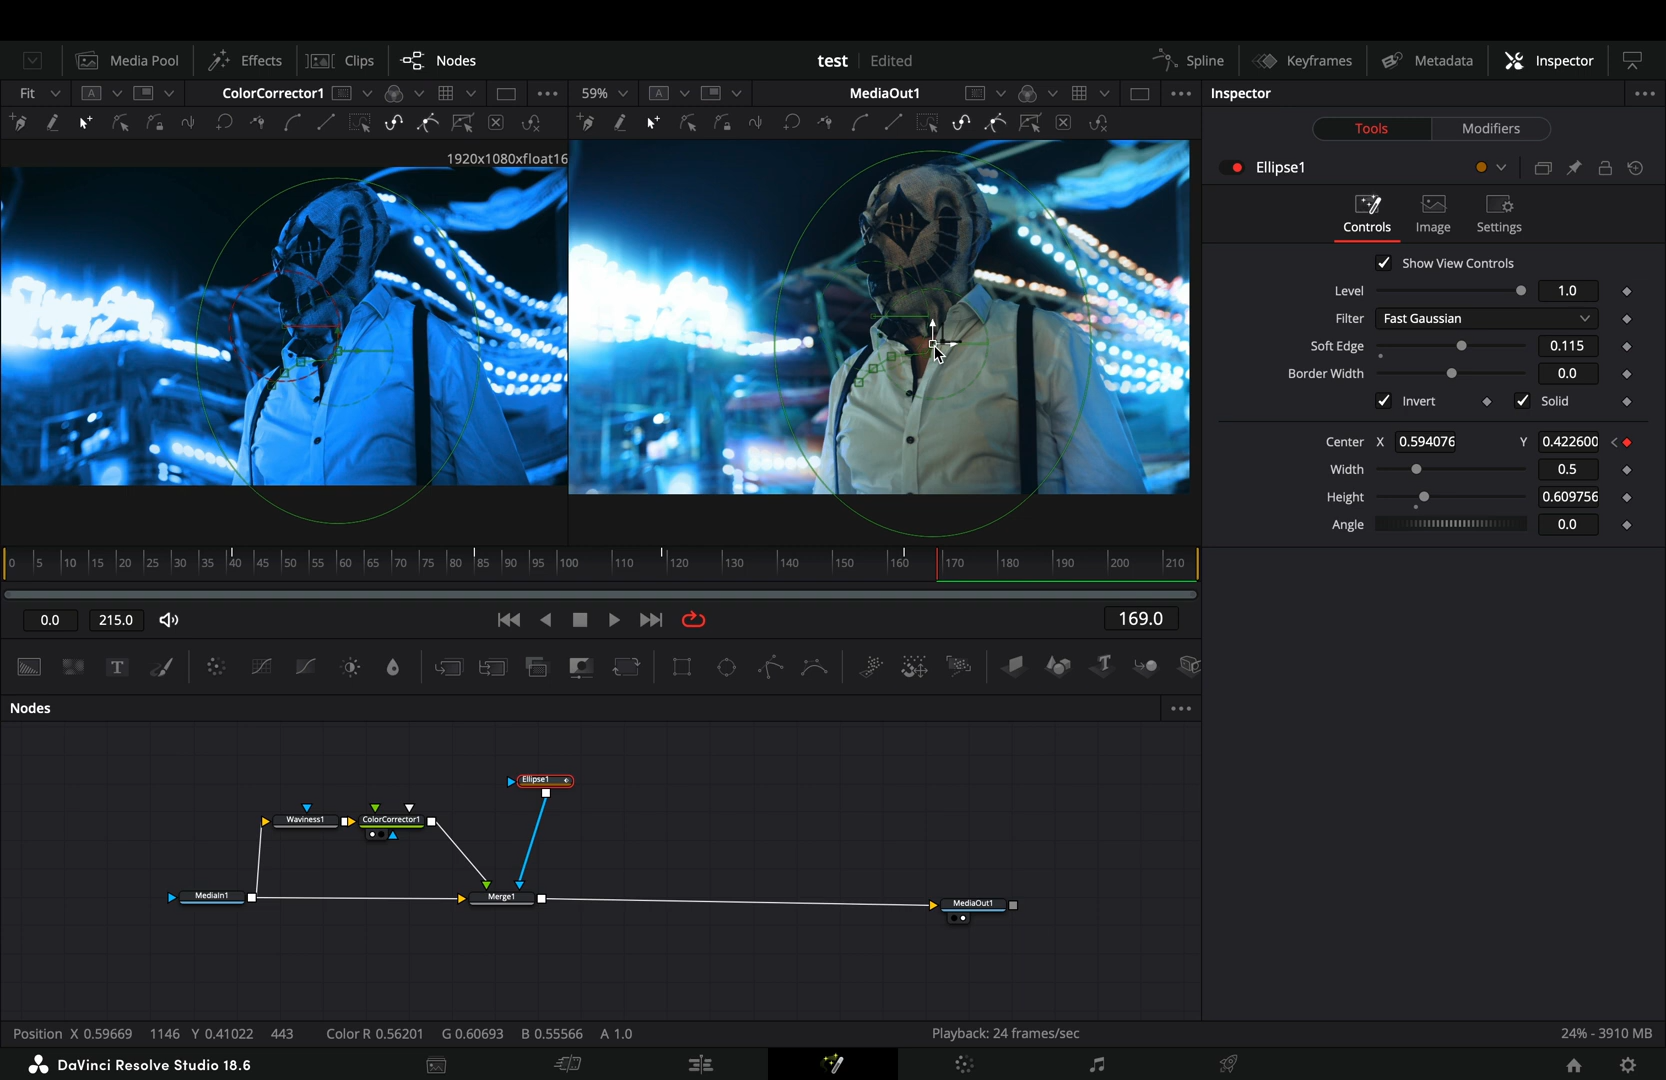 Media Pool Effects Clips Nodes test Edited Spline Keyframes Metadata Inspector
Fit A ColorCorrector1 59% A MediaOut1 Inspector
1920x1080xfloat16
Tools Modifiers
Ellipse1
Controls Image Settings
Show View Controls
Level 1.0
Filter Fast Gaussian
Soft Edge 0.115
Border Width 0.0
Invert Solid
Center X 0.594076 Y 0.422600
Width 0.5
Height 0.609756
Angle 0.0
0 5 10 15 20 25 30 35 40 45 50 55 60 65 70 75 80 85 90 95 100 110 120 130 140 150 160 170 180 190 200 210
0.0 215.0 169.0
T T
Nodes
Ellipse1
Waviness1 ColorCorrector1
MediaIn1 Merge1 MediaOut1
Position X 0.59669 1146 Y 0.41022 443 Color R 0.56201 G 0.60693 B 0.55566 A 1.0 Playback: 24 frames/sec 24% - 3910 MB
DaVinci Resolve Studio 18.6